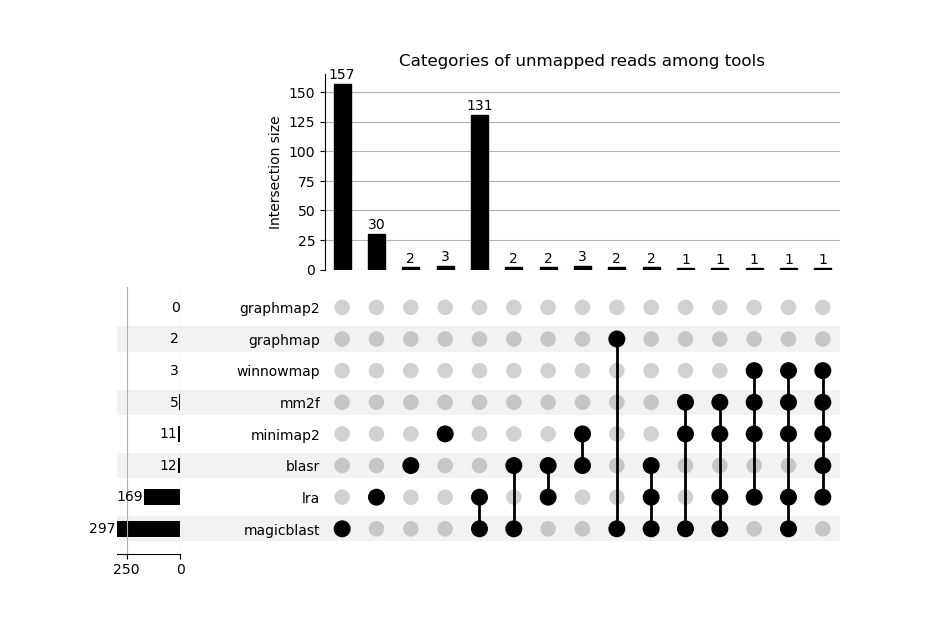 Categories of unmapped reads among tools
157
150
131
125
100
Intersection size
75
50
30
25
2 3 2 2 3 2 2 1 1 1 1 1
0
0 graphmap2
2 graphmap
3 winnowmap
5 mm2f
11 minimap2
12 blasr
169 lra
297 magicblast
250 0